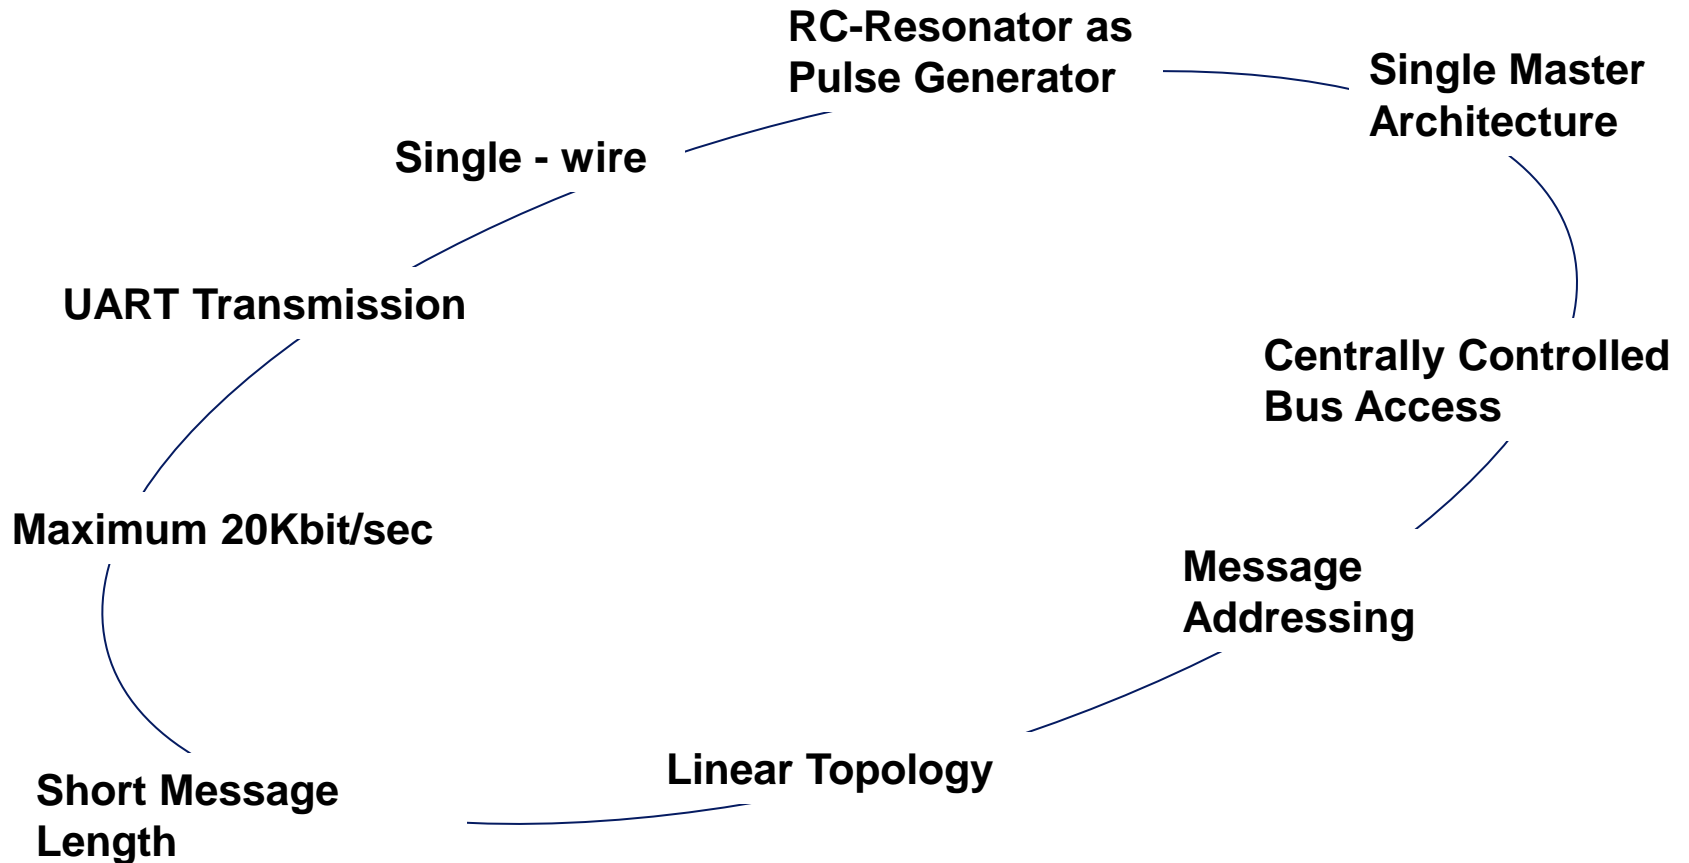 RC-Resonator as
Pulse Generator
Single Master
Architecture
Single - wire
UART Transmission
Centrally Controlled
Bus Access
Maximum 20Kbit/sec
Message
Addressing
Linear Topology
Short Message
Length